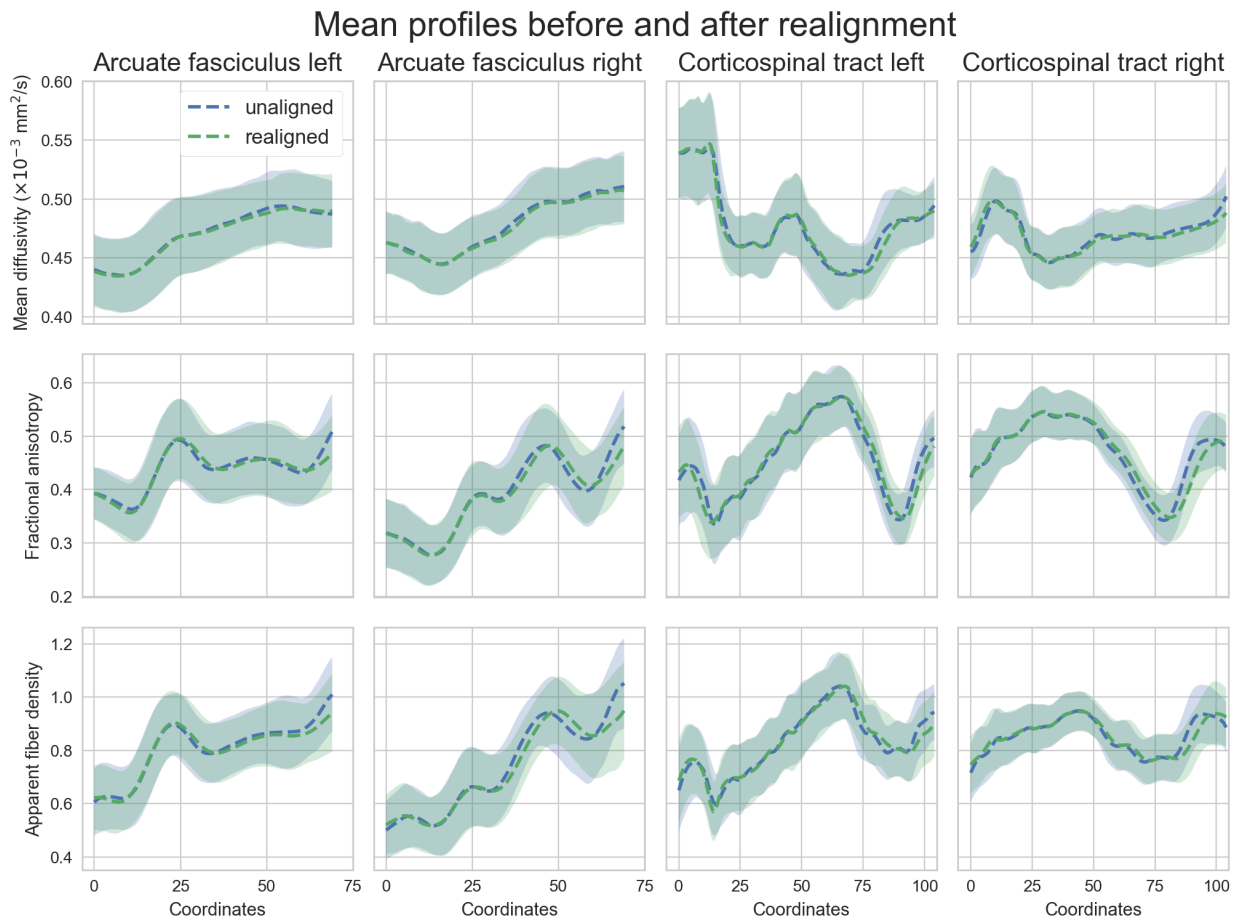 Mean profiles before and after realignment
Arcuate fasciculus left
Arcuate fasciculus right
Corticospinal tract left
Corticospinal tract right
Mean diffusivity (×10⁻³ mm²/s)
0.60
0.55
0.50
0.45
0.40
unaligned
realigned
Fractional anisotropy
0.6
0.5
0.4
0.3
0.2
Apparent fiber density
1.2
1.0
0.8
0.6
0.4
0 25 50 75
0 25 50 75
0 25 50 75 100
0 25 50 75 100
Coordinates
Coordinates
Coordinates
Coordinates